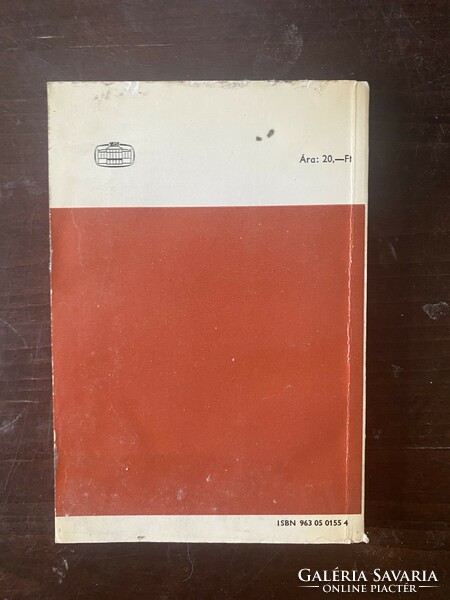 Ára: 20,—Ft
ISBN 963 05 0155 4
GALÉRIA SAVARIA
ONLINE PIACTÉR